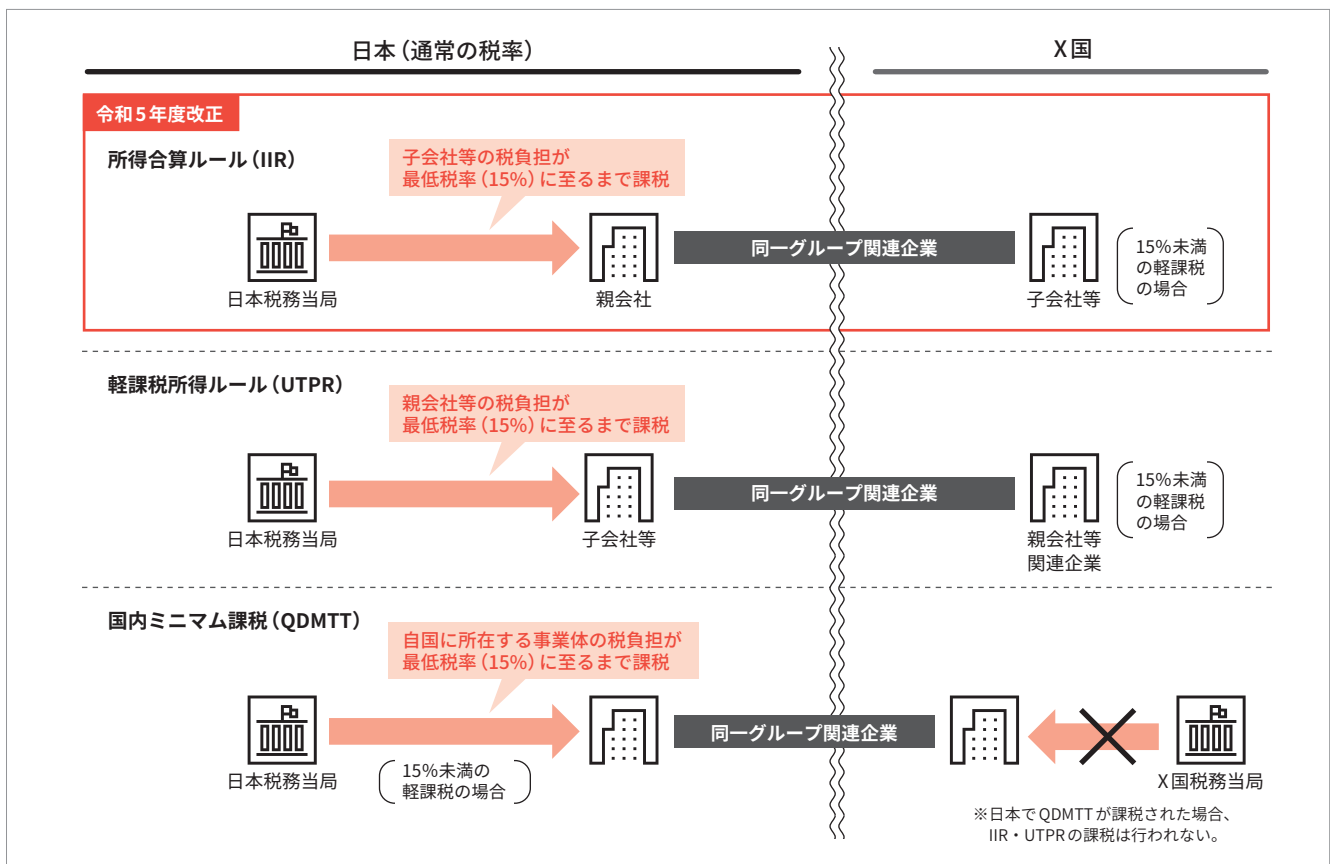 日本（通常の税率）
X国
令和5年度改正
所得合算ルール（IIR）
子会社等の税負担が
最低税率（15%）に至るまで課税
日本税務当局
親会社
同一グループ関連企業
子会社等
15%未満
の軽課税
の場合
軽課税所得ルール（UTPR）
親会社等の税負担が
最低税率（15%）に至るまで課税
日本税務当局
子会社等
同一グループ関連企業
親会社等
関連企業
15%未満
の軽課税
の場合
国内ミニマム課税（QDMTT）
自国に所在する事業体の税負担が
最低税率（15%）に至るまで課税
日本税務当局
15%未満の
軽課税の場合
同一グループ関連企業
X国税務当局
※日本でQDMTTが課税された場合、
IIR・UTPRの課税は行われない。